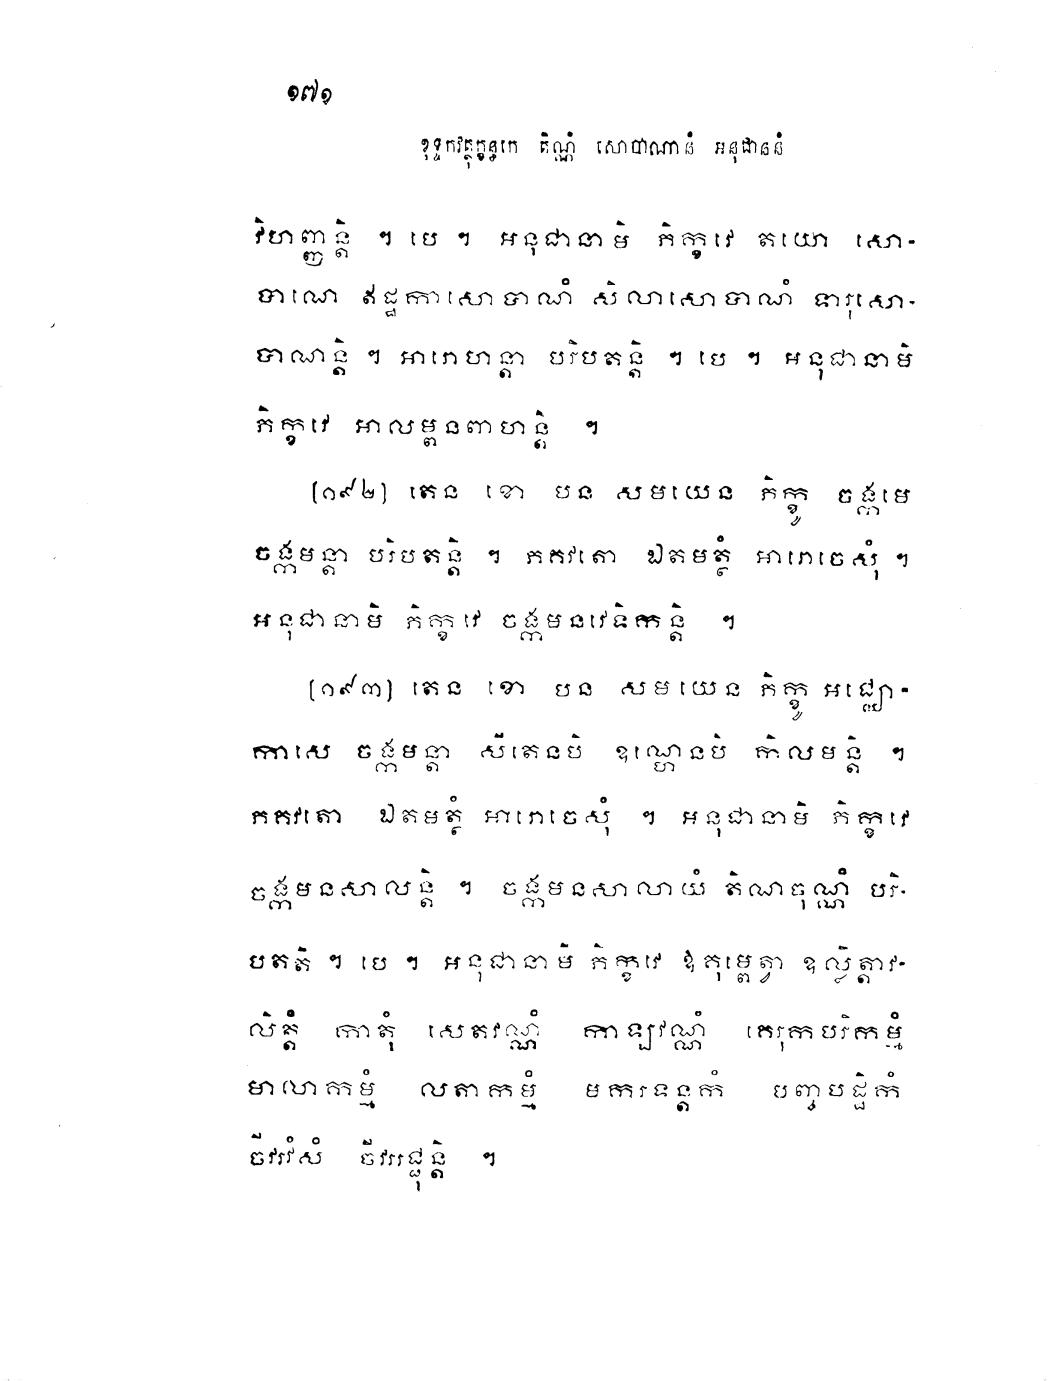 ១៧១
ខុទ្ទកវត្ថុក្ខន្ធកេ តិណ្ណំ សោបាណានំ អនុជាននំ
វិហញ្ញន្តិ ។ បេ ។ អនុជានាមិ ភិក្ខវេ តយោ សោ-
បាណេ ឥដ្ឋកាសោបាណំ សិលាសោបាណំ ទារុសោ-
បាណន្តិ ។ អារោហន្តា បរិបតន្តិ ។ បេ ។ អនុជានាមិ
ភិក្ខវេ អាលម្ពនពាហន្តិ ។
(១៩២) តេន ខោ បន សមយេន ភិក្ខូ ចង្កមេ
ចង្កមន្តា បរិបតន្តិ ។ ភគវតោ ឯតមត្ថំ អារោចេសុំ ។
អនុជានាមិ ភិក្ខវេ ចង្កមនវេទិកន្តិ ។
(១៩៣) តេន ខោ បន សមយេន ភិក្ខូ អជ្ឈោ-
កាសេ ចង្កមន្តា សីតេនបិ ឧណ្ហេនបិ កិលមន្តិ ។
ភគវតោ ឯតមត្ថំ អារោចេសុំ ។ អនុជានាមិ ភិក្ខវេ
ចង្កមនសាលន្តិ ។ ចង្កមនសាលាយំ តិណចុណ្ណំ បរិ-
បតតិ ។ បេ ។ អនុជានាមិ ភិក្ខវេ ឱគុម្ពេត្វា ឧល្លិត្តាវ-
លិត្តំ កាតុំ សេតវណ្ណំ កាឡវណ្ណំ គេរុកបរិកម្មំ
មាលាកម្មំ លតាកម្មំ មករទន្តកំ បញ្ចបដ្ឋិកំ
ចីវរវំសំ ចីវររជ្ជុន្តិ ។